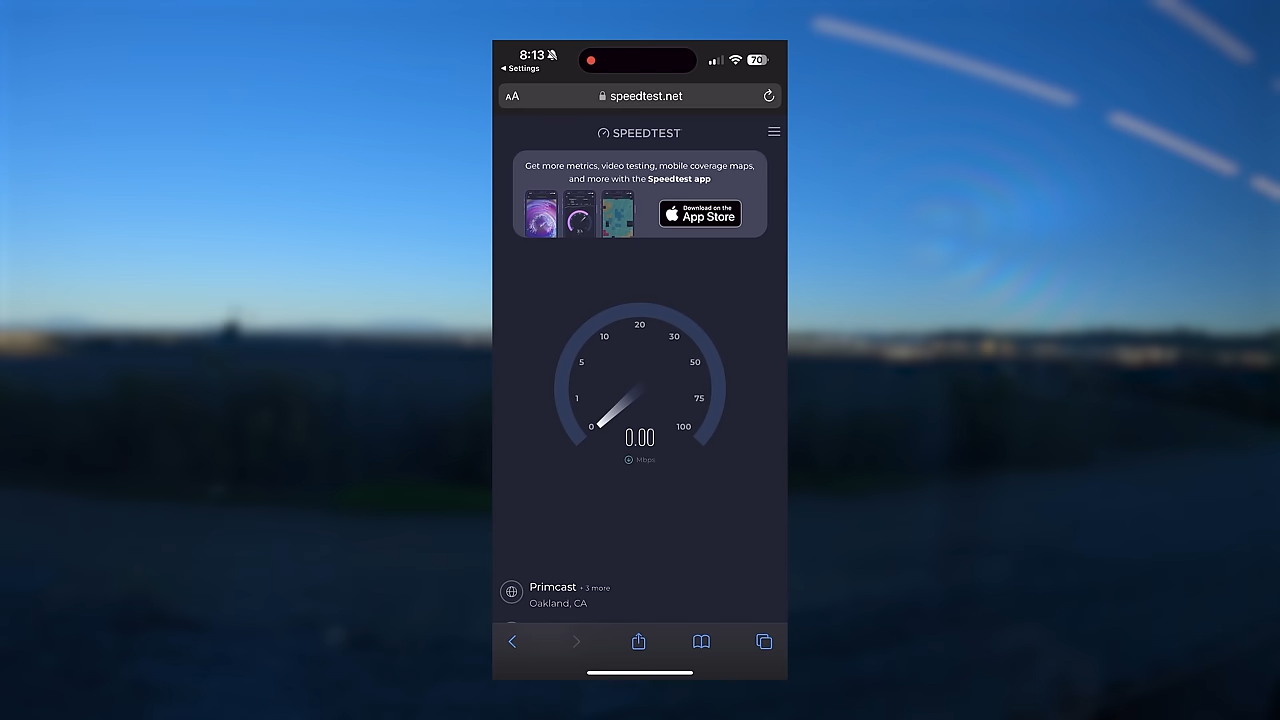 8:13
70
◀ Settings
AA
speedtest.net
SPEEDTEST
Get more metrics, video testing, mobile coverage maps,
and more with the Speedtest app
Download on the
App Store
20
10
30
5
50
1
75
0
100
0.00
Mbps
Primcast + 3 more
Oakland, CA